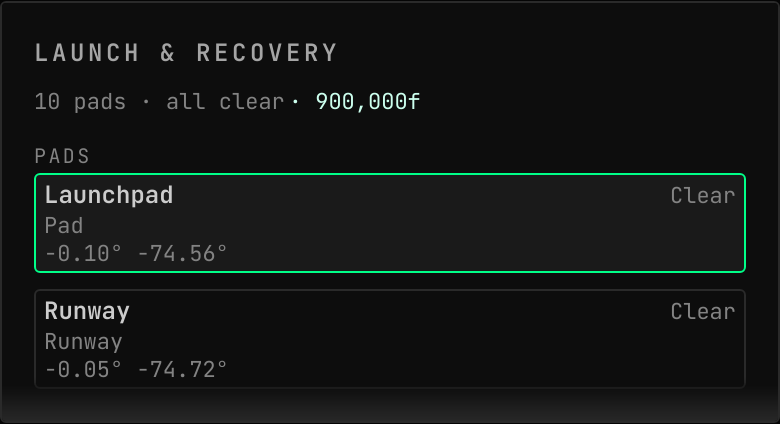 LAUNCH & RECOVERY
10 pads · all clear · 900,000f
PADS
Launchpad Clear
Pad
-0.10° -74.56°
Runway Clear
Runway
-0.05° -74.72°